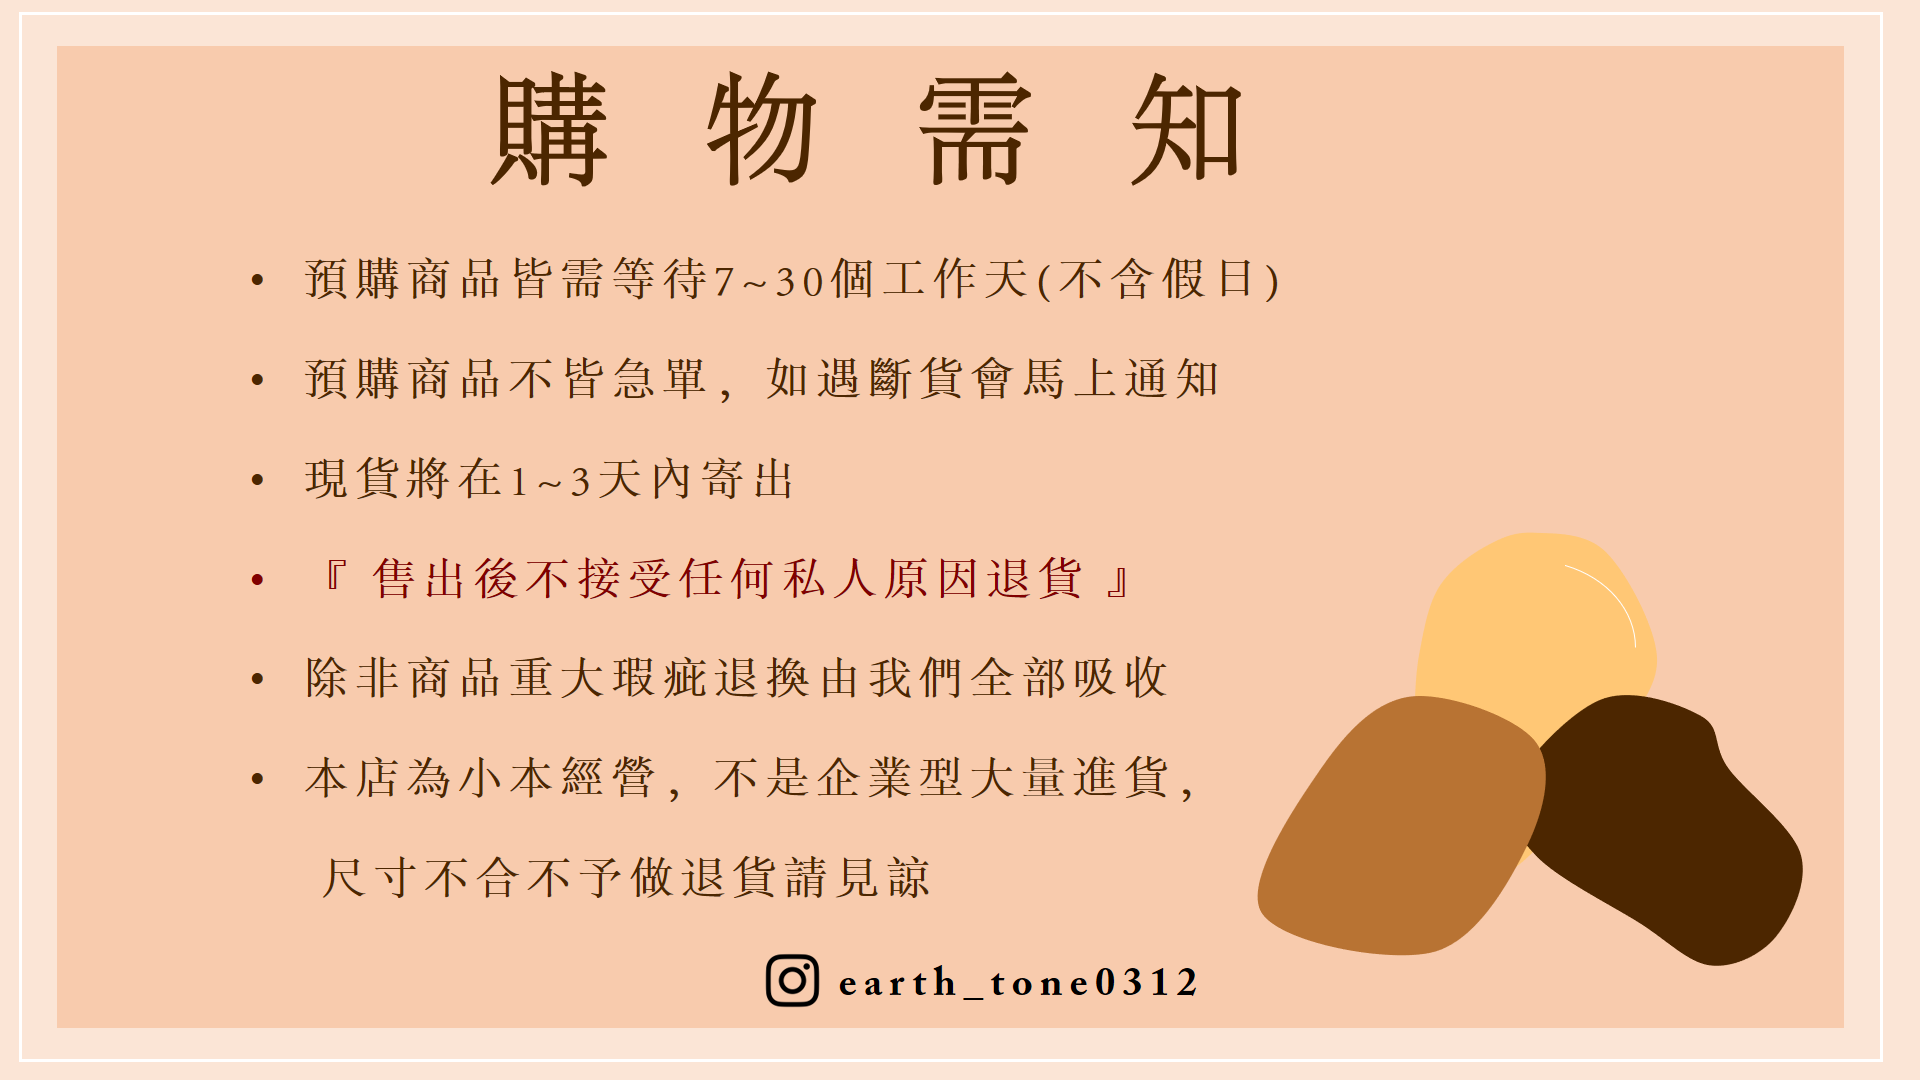 購物需知
• 預購商品皆需等待7~30個工作天(不含假日)
• 預購商品不皆急單，如遇斷貨會馬上通知
• 現貨將在1~3天內寄出
• 『 售出後不接受任何私人原因退貨 』
• 除非商品重大瑕疵退換由我們全部吸收
• 本店為小本經營，不是企業型大量進貨，
尺寸不合不予做退貨請見諒
earth_tone0312